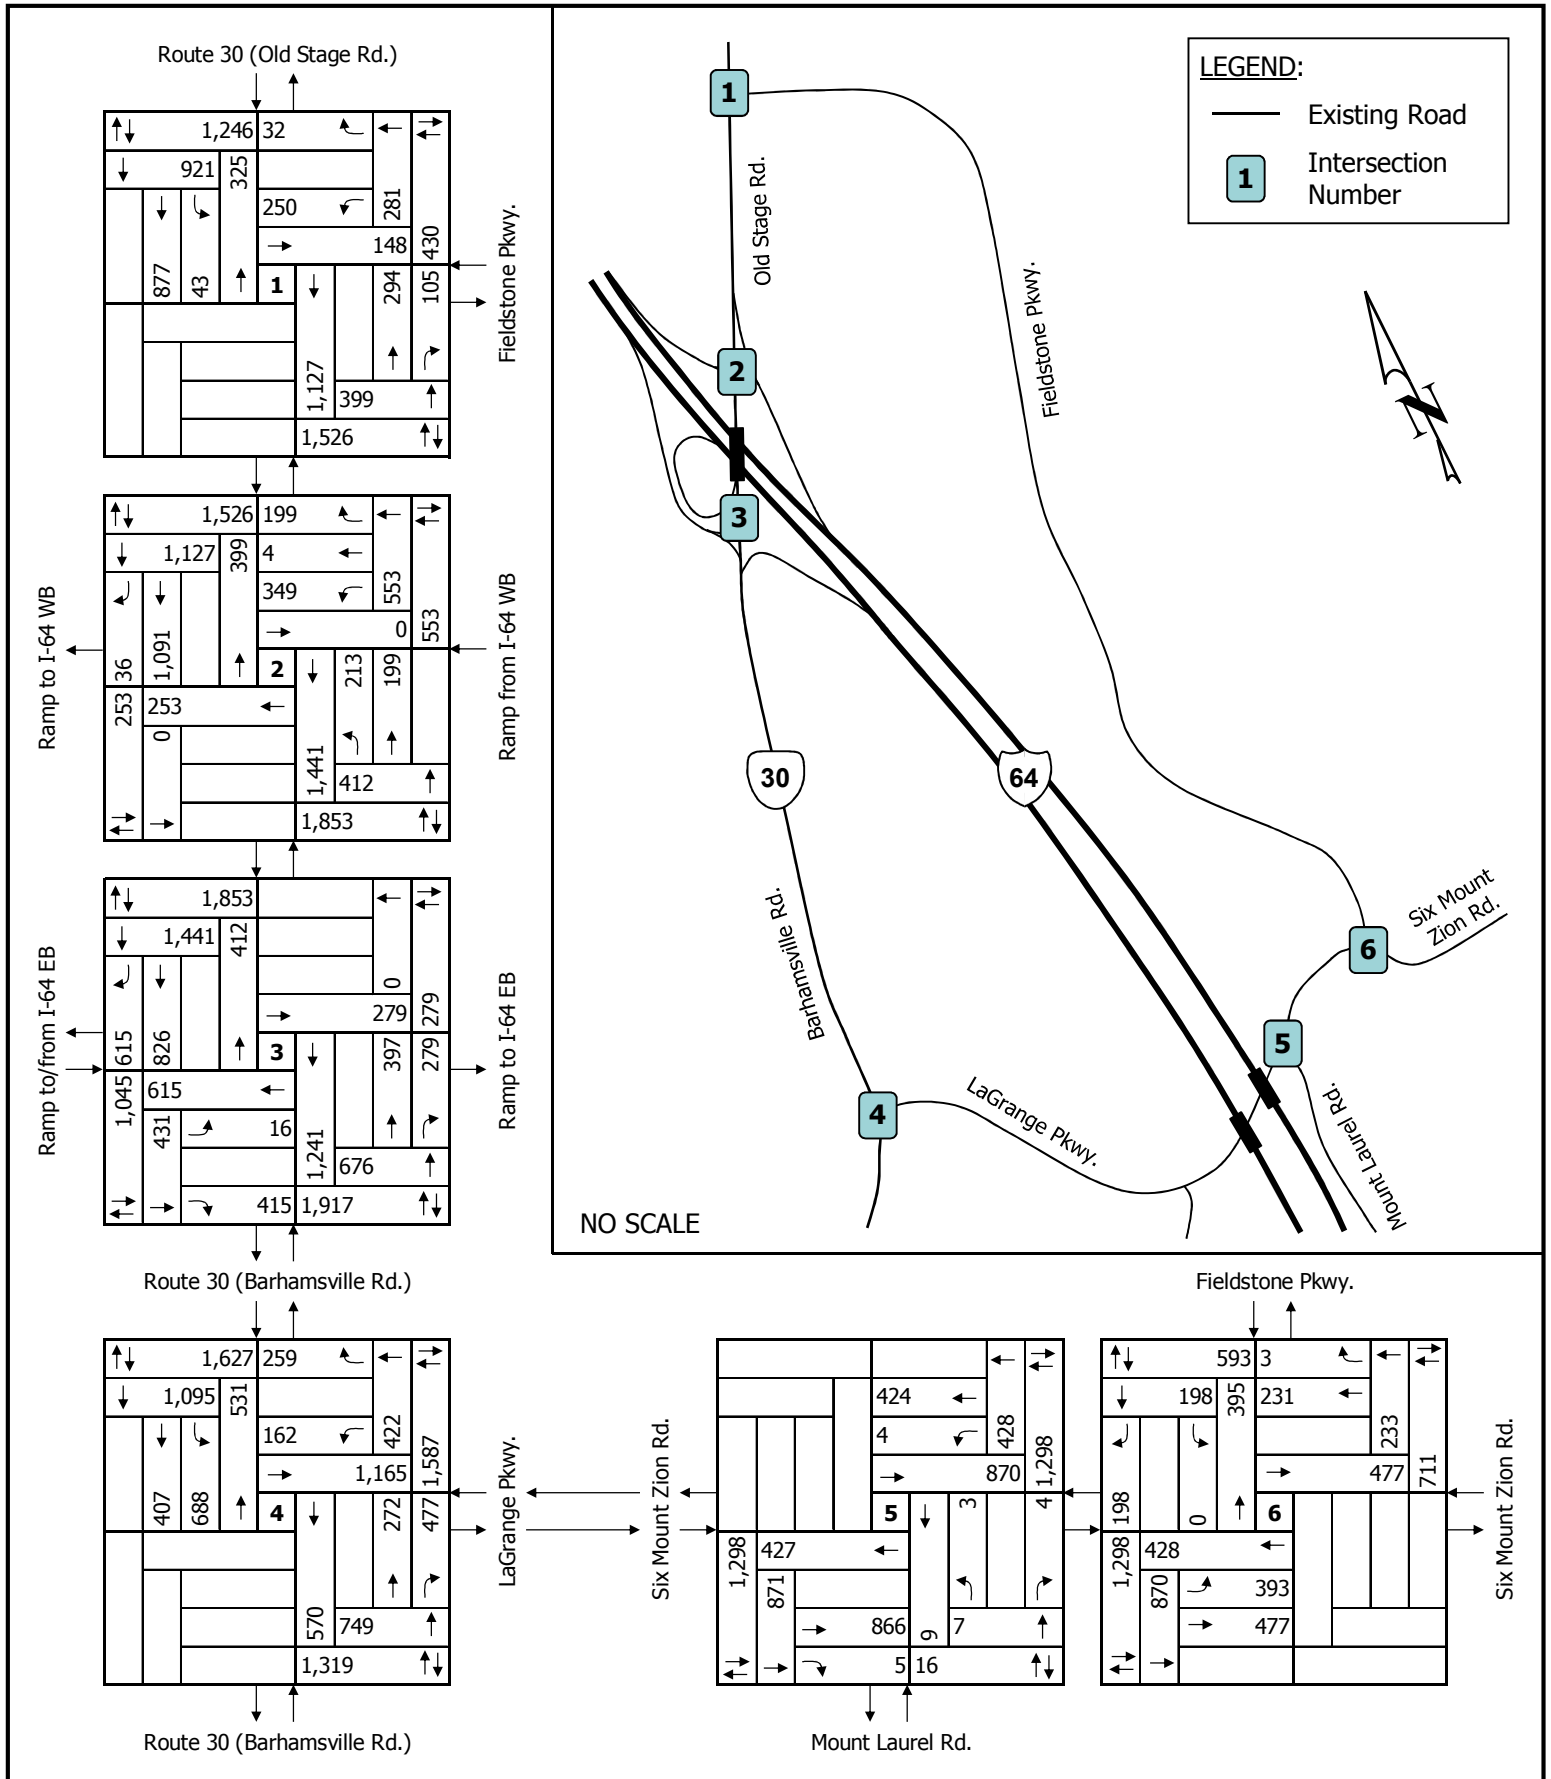 Route 30 (Old Stage Rd.)
1,246 32
921 325
250 281
148 430
877 43 1 294 105
Fieldstone Pkwy.
1,127 399
1,526
1,526 199
1,127 399 4
349 553
0 553
36 1,091 2 213 199
253 253
0
1,441 412
1,853
Ramp to I-64 WB
Ramp from I-64 WB
1,853
1,441 412
0
279 279
615 826 3 397 279
1,045 615
431 16
1,241 676
415 1,917
Ramp to/from I-64 EB
Ramp to I-64 EB
Route 30 (Barhamsville Rd.)
1,627 259
1,095 531
162 422
1,165 1,587
407 688 4 272 477
570 749
1,319
LaGrange Pkwy.
Route 30 (Barhamsville Rd.)
LEGEND:
Existing Road
1 Intersection
Number
1
Old Stage Rd.
Fieldstone Pkwy.
2
3
N
30
64
Barhamsville Rd.
Six Mount
Zion Rd.
6
5
4
LaGrange Pkwy.
Mount Laurel Rd.
NO SCALE
Six Mount Zion Rd.
424
4 428
870 1,298
5 3 4
1,298 427
871
866 9 7
5 16
Mount Laurel Rd.
Fieldstone Pkwy.
593 3
198 395 231
233
477 711
198 0 6
1,298 428
870 393
477
Six Mount Zion Rd.